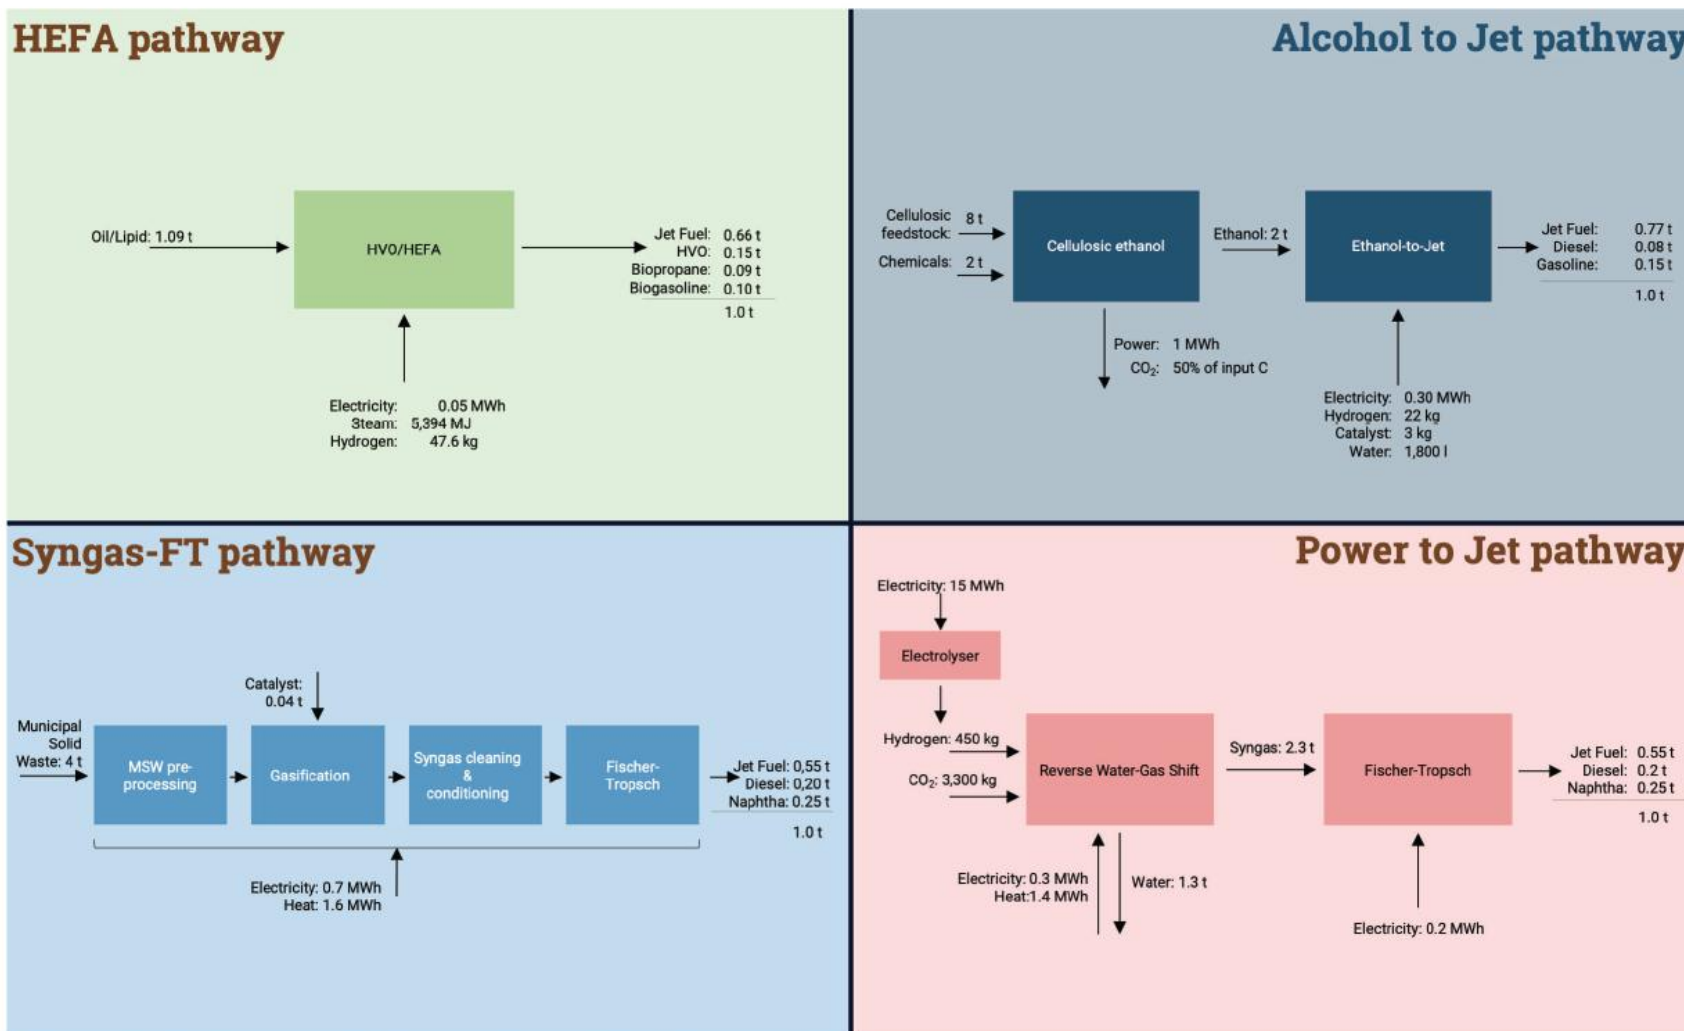 HEFA pathway
Oil/Lipid: 1.09 t
HVO/HEFA
Jet Fuel: 0.66 t
HVO: 0.15 t
Biopropane: 0.09 t
Biogasoline: 0.10 t
1.0 t
Electricity: 0.05 MWh
Steam: 5,394 MJ
Hydrogen: 47.6 kg
Alcohol to Jet pathway
Cellulosic
feedstock: 8 t
Chemicals: 2 t
Cellulosic ethanol
Ethanol: 2 t
Ethanol-to-Jet
Jet Fuel: 0.77 t
Diesel: 0.08 t
Gasoline: 0.15 t
1.0 t
Power: 1 MWh
CO₂: 50% of input C
Electricity: 0.30 MWh
Hydrogen: 22 kg
Catalyst: 3 kg
Water: 1,800 l
Syngas-FT pathway
Catalyst:
0.04 t
Municipal
Solid
Waste: 4 t
MSW pre-
processing
Gasification
Syngas cleaning
&
conditioning
Fischer-
Tropsch
Jet Fuel: 0,55 t
Diesel: 0,20 t
Naphtha: 0.25 t
1.0 t
Electricity: 0.7 MWh
Heat: 1.6 MWh
Power to Jet pathway
Electricity: 15 MWh
Electrolyser
Hydrogen: 450 kg
CO₂: 3,300 kg
Reverse Water-Gas Shift
Syngas: 2.3 t
Fischer-Tropsch
Jet Fuel: 0.55 t
Diesel: 0.2 t
Naphtha: 0.25 t
1.0 t
Electricity: 0.3 MWh
Heat:1.4 MWh
Water: 1.3 t
Electricity: 0.2 MWh